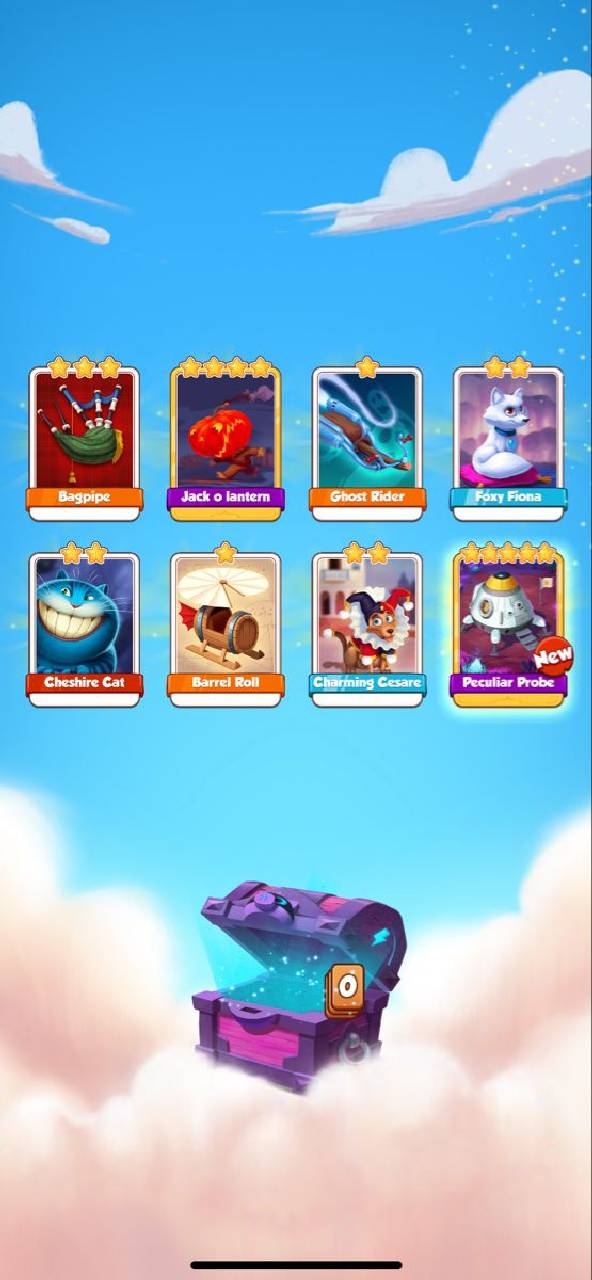 Bagpipe
Jack o lantern
Ghost Rider
Foxy Fiona
Cheshire Cat
Barrel Roll
Charming Cesare
New
Peculiar Probe
0